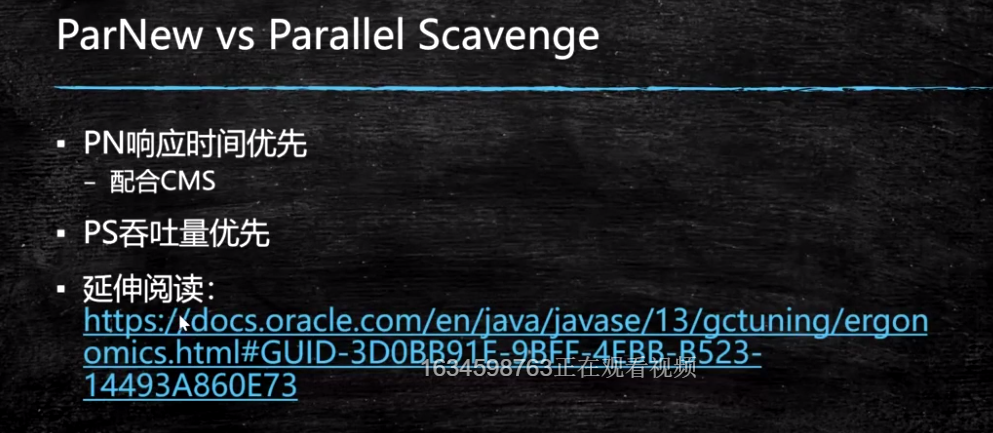 ParNew vs Parallel Scavenge
▪ PN响应时间优先
– 配合CMS
▪ PS吞吐量优先
▪ 延伸阅读：
https://docs.oracle.com/en/java/javase/13/gctuning/ergon
omics.html#GUID-3D0BB91E-9BFF-4EBB-B523-
14493A860E73
1634598763正在观看视频